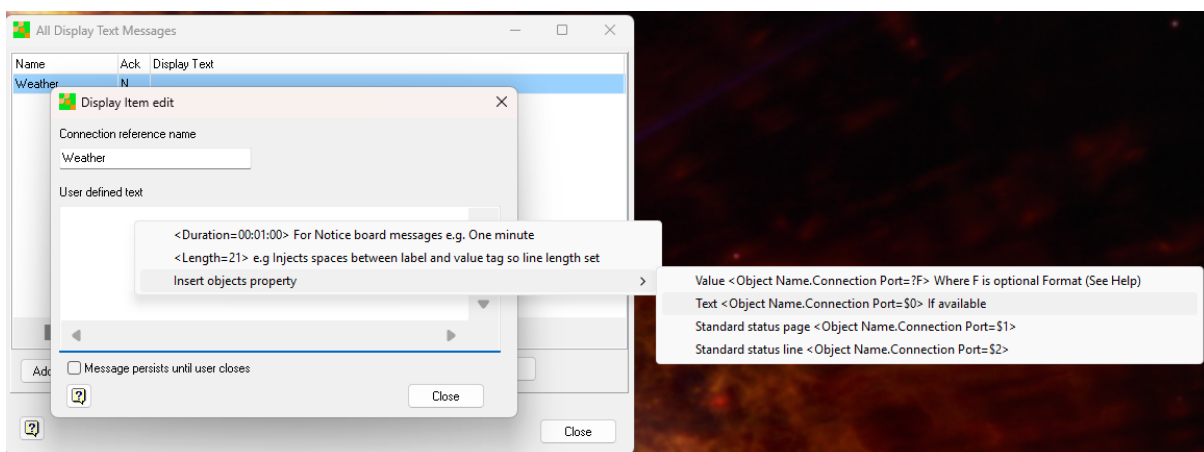 All Display Text Messages
Name Ack Display Text
Weather N
Display Item edit
Connection reference name
Weather
User defined text
<Duration=00:01:00> For Notice board messages e.g. One minute
<Length=21> e.g Injects spaces between label and value tag so line length set
Insert objects property
Value <Object Name.Connection Port=?F> Where F is optional Format (See Help)
Text <Object Name.Connection Port=$0> If available
Standard status page <Object Name.Connection Port=$1>
Standard status line <Object Name.Connection Port=$2>
Message persists until user closes
Close
Close